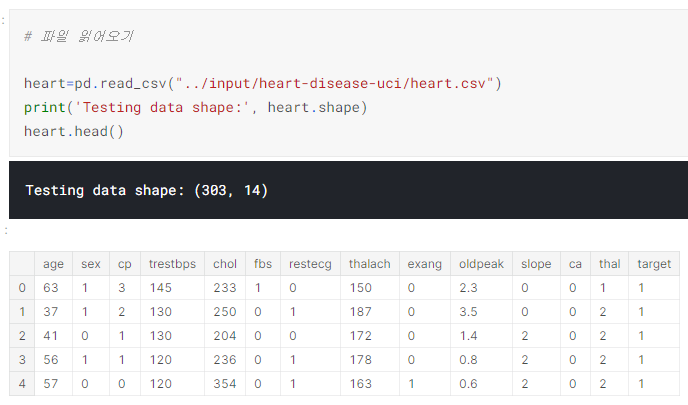 # 파일 읽어오기
heart=pd.read_csv("../input/heart-disease-uci/heart.csv")
print('Testing data shape:', heart.shape)
heart.head()
Testing data shape: (303, 14)
age sex cp trestbps chol fbs restecg thalach exang oldpeak slope ca thal target
0 63 1 3 145 233 1 0 150 0 2.3 0 0 1 1
1 37 1 2 130 250 0 1 187 0 3.5 0 0 2 1
2 41 0 1 130 204 0 0 172 0 1.4 2 0 2 1
3 56 1 1 120 236 0 1 178 0 0.8 2 0 2 1
4 57 0 0 120 354 0 1 163 1 0.6 2 0 2 1